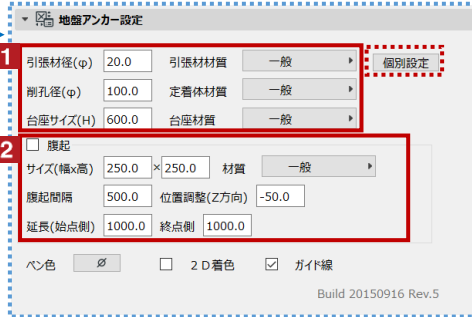 地盤アンカー設定
1
引張材径(φ) 20.0 引張材材質 一般 個別設定
削孔径(φ) 100.0 定着体材質 一般
台座サイズ(H) 600.0 台座材質 一般
2
腹起
サイズ(幅x高) 250.0 × 250.0 材質 一般
腹起間隔 500.0 位置調整(Z方向) -50.0
延長(始点側) 1000.0 終点側 1000.0
ペン色 ø 2D着色 ガイド線
Build 20150916 Rev.5